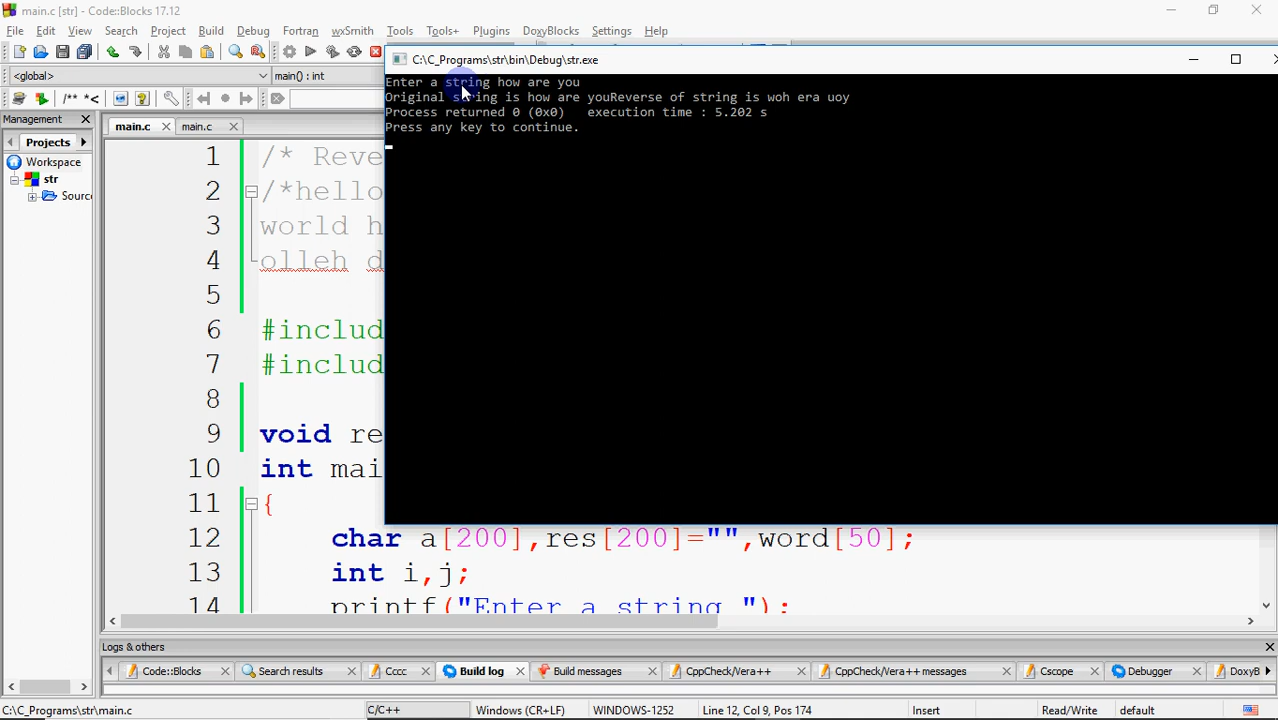 main.c [str] - Code::Blocks 17.12
File Edit View Search Project Build Debug Fortran wxSmith Tools Tools+ Plugins DoxyBlocks Settings Help
C:\C_Programs\str\bin\Debug\str.exe
<global> main() : int
Enter a string how are you
Original string is how are youReverse of string is woh era uoy
Process returned 0 (0x0)   execution time : 5.202 s
Press any key to continue.
/** *<
Management
main.c main.c
Projects
Workspace
str
Sourc
1 /* Reve
2 /*hello
3 world h
4 olleh d
5
6 #includ
7 #includ
8
9 void re
10 int mai
11 {
12 char a[200],res[200]="",word[50];
13 int i,j;
14 printf("Enter a string ");
Logs & others
Code::Blocks Search results Cccc Build log Build messages CppCheck/Vera++ CppCheck/Vera++ messages Cscope Debugger DoxyB
C:\C_Programs\str\main.c C/C++ Windows (CR+LF) WINDOWS-1252 Line 12, Col 9, Pos 174 Insert Read/Write default